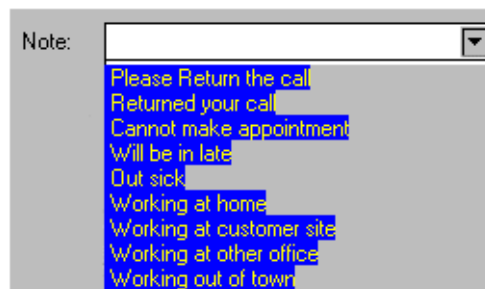 Note:
Please Return the call
Returned your call
Cannot make appointment
Will be in late
Out sick
Working at home
Working at customer site
Working at other office
Working out of town